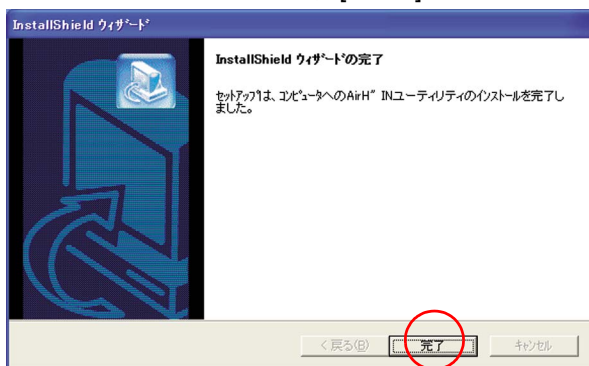 InstallShield ウィザード
InstallShield ウィザードの完了
セットアップは、コンピュータへのAirH" INユーティリティのインストールを完了し
ました。
< 戻る(B)
完了
キャンセル